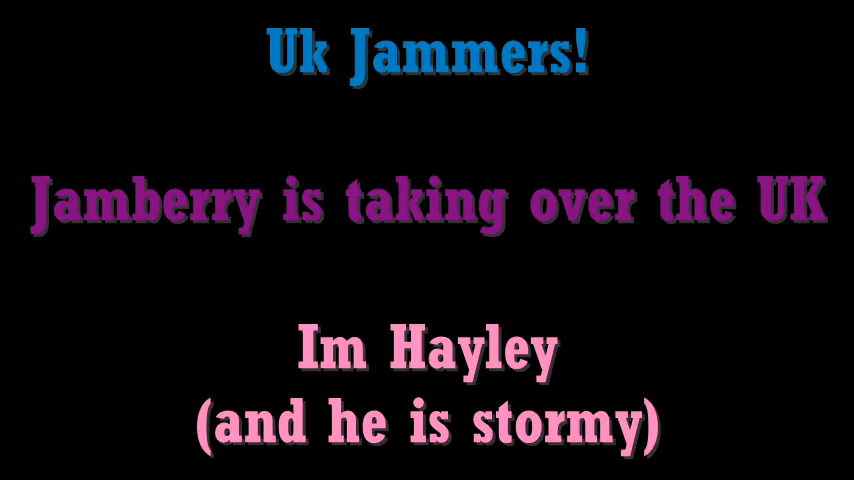 Uk Jammers!
Jamberry is taking over the UK
Im Hayley
(and he is stormy)